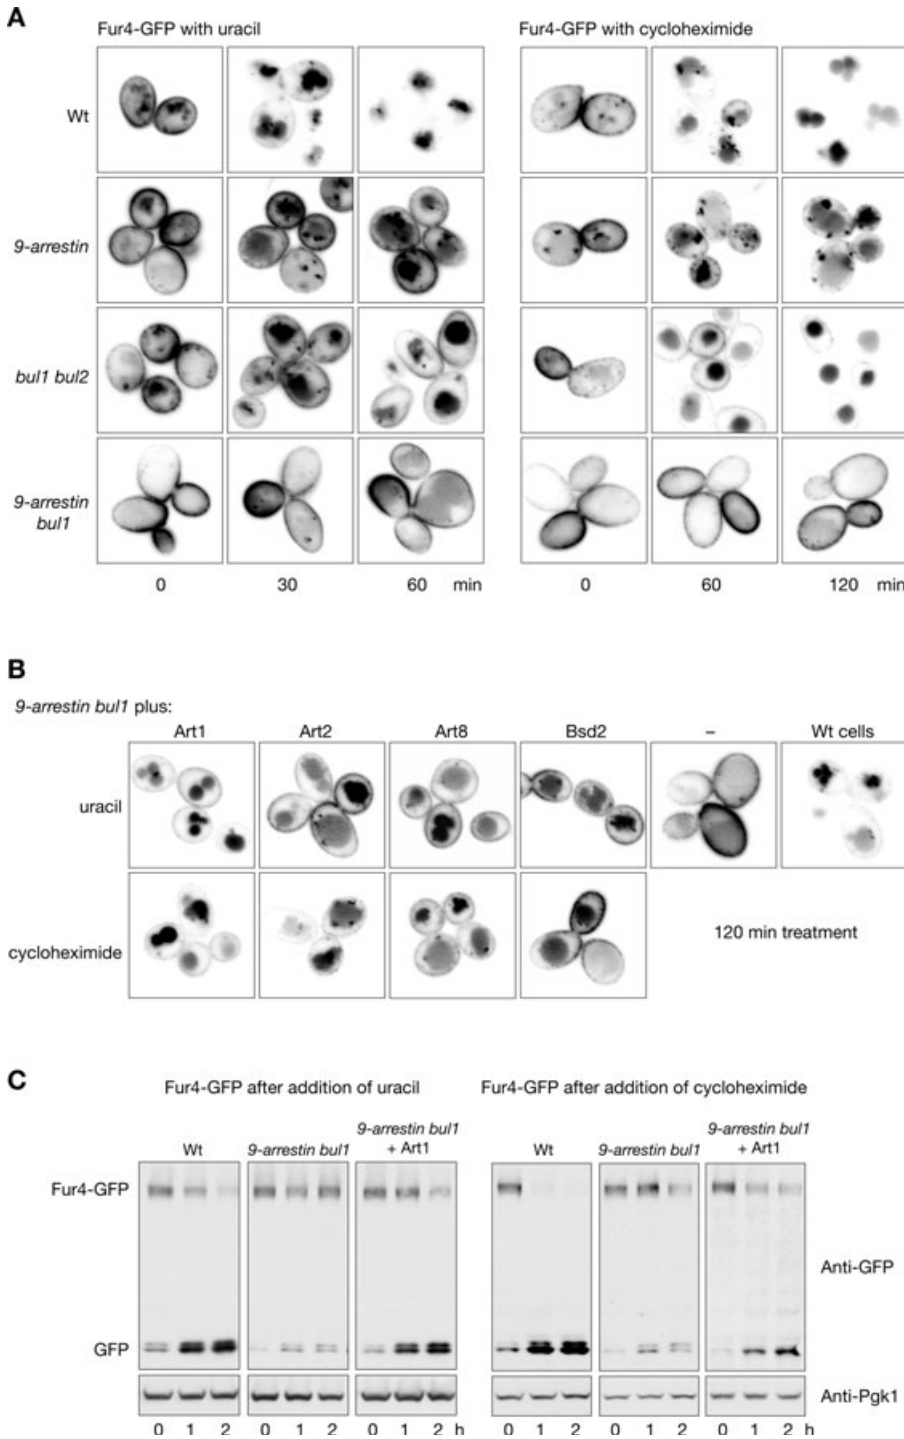 A
Fur4-GFP with uracil
Fur4-GFP with cycloheximide
Wt
9-arrestin
bul1 bul2
9-arrestin
bul1
0 30 60 min
0 60 120 min
B
9-arrestin bul1 plus:
Art1 Art2 Art8 Bsd2 – Wt cells
uracil
cycloheximide
120 min treatment
C
Fur4-GFP after addition of uracil
Fur4-GFP after addition of cycloheximide
Wt 9-arrestin bul1 9-arrestin bul1 + Art1
Wt 9-arrestin bul1 9-arrestin bul1 + Art1
Fur4-GFP
Anti-GFP
GFP
Anti-Pgk1
0 1 2 0 1 2 0 1 2 h
0 1 2 0 1 2 0 1 2 h